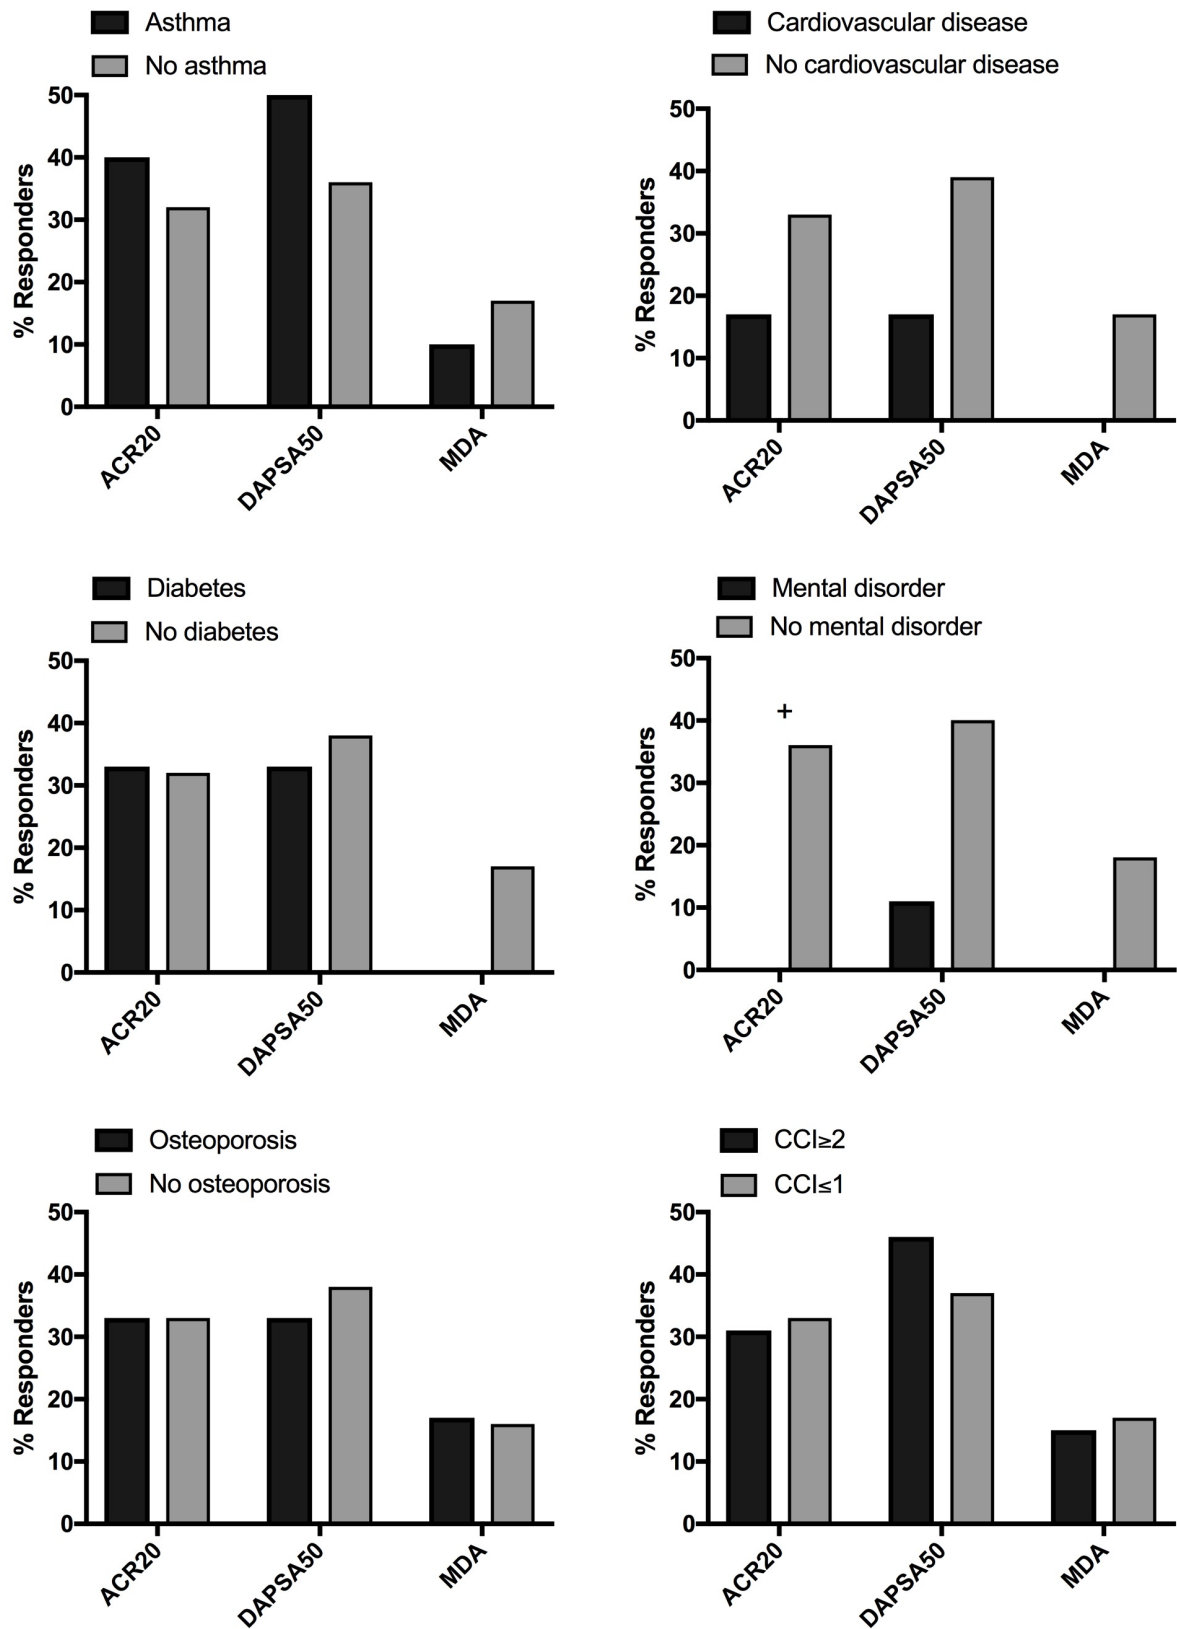 Asthma
No asthma
% Responders
50
40
30
20
10
0
ACR20
DAPSA50
MDA
Cardiovascular disease
No cardiovascular disease
% Responders
50
40
30
20
10
0
ACR20
DAPSA50
MDA
Diabetes
No diabetes
% Responders
50
40
30
20
10
0
ACR20
DAPSA50
MDA
Mental disorder
No mental disorder
% Responders
50
40
30
20
10
0
+
ACR20
DAPSA50
MDA
Osteoporosis
No osteoporosis
% Responders
50
40
30
20
10
0
ACR20
DAPSA50
MDA
CCI≥2
CCI≤1
% Responders
50
40
30
20
10
0
ACR20
DAPSA50
MDA